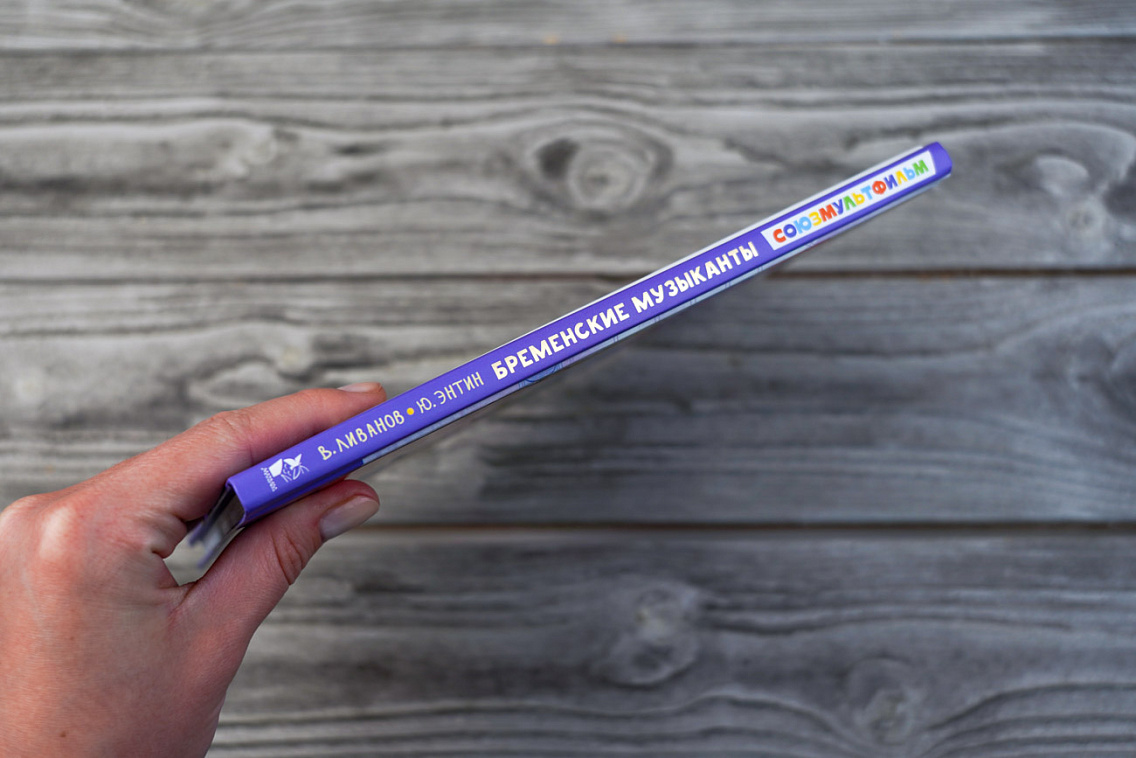 В. ЛИВАНОВ • Ю. ЭНТИН БРЕМЕНСКИЕ МУЗЫКАНТЫ СОЮЗМУЛЬТФИЛЬМ